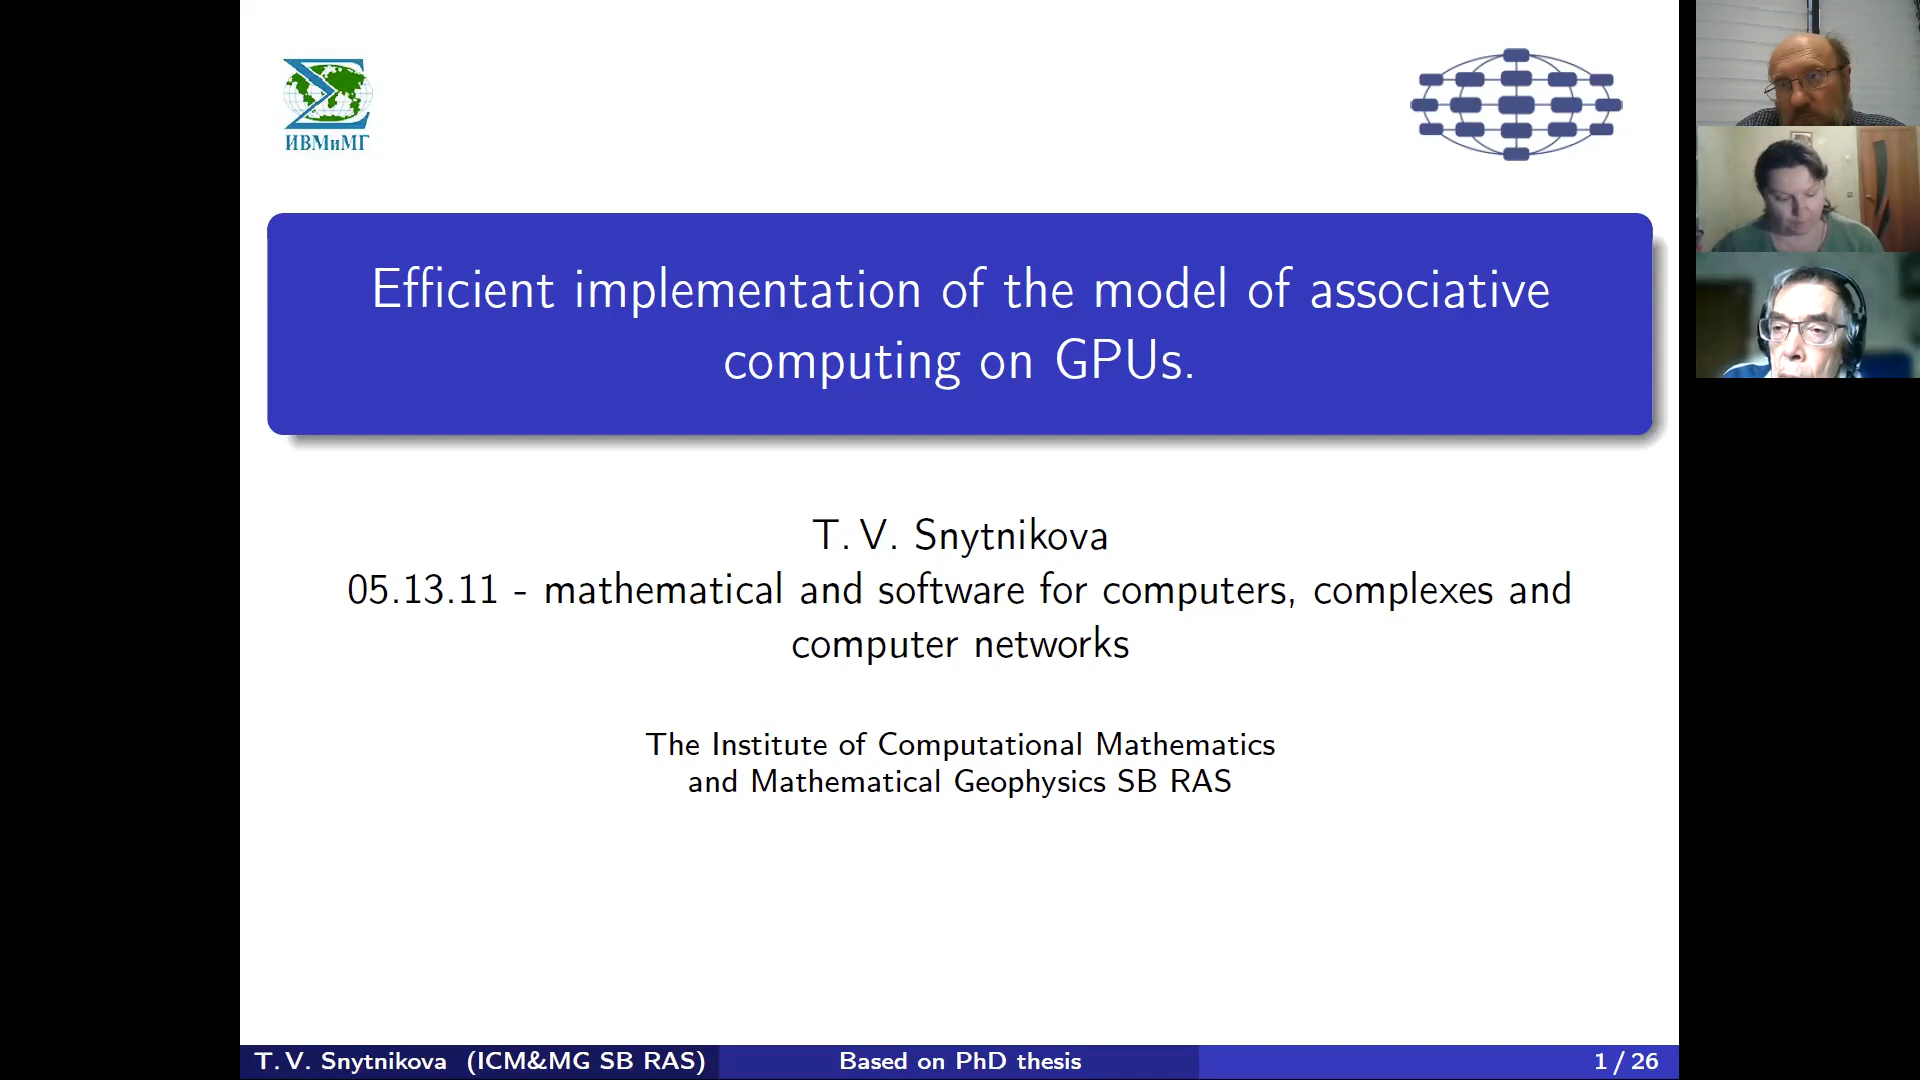 ИВМиМГ
Efficient implementation of the model of associative
computing on GPUs.
T. V. Snytnikova
05.13.11 - mathematical and software for computers, complexes and
computer networks
The Institute of Computational Mathematics
and Mathematical Geophysics SB RAS
T. V. Snytnikova (ICM&MG SB RAS)
Based on PhD thesis
1 / 26